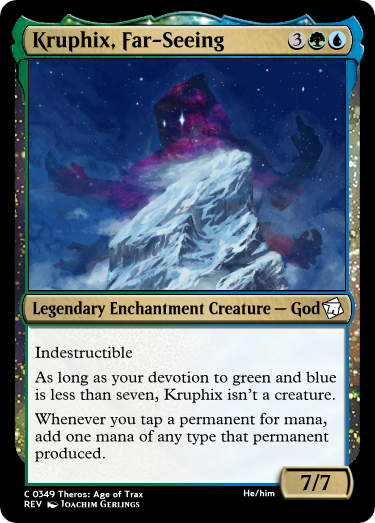 Kruphix, Far-Seeing 3
Legendary Enchantment Creature — God
Indestructible
As long as your devotion to green and blue
is less than seven, Kruphix isn't a creature.
Whenever you tap a permanent for mana,
add one mana of any type that permanent
produced.
7/7
C 0349 Theros: Age of Trax He/him
REV Joachim Gerlings